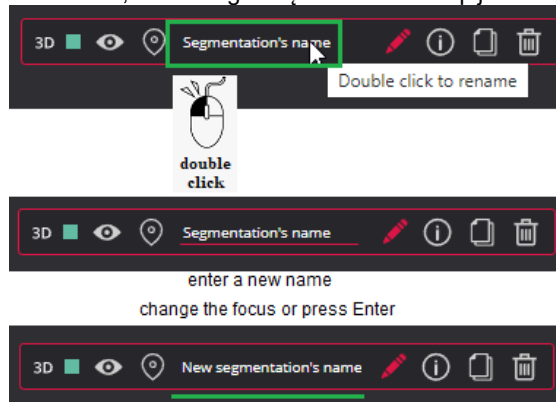 3D Segmentation's name
Double click to rename
double
click
3D Segmentation's name
enter a new name
change the focus or press Enter
3D New segmentation's name